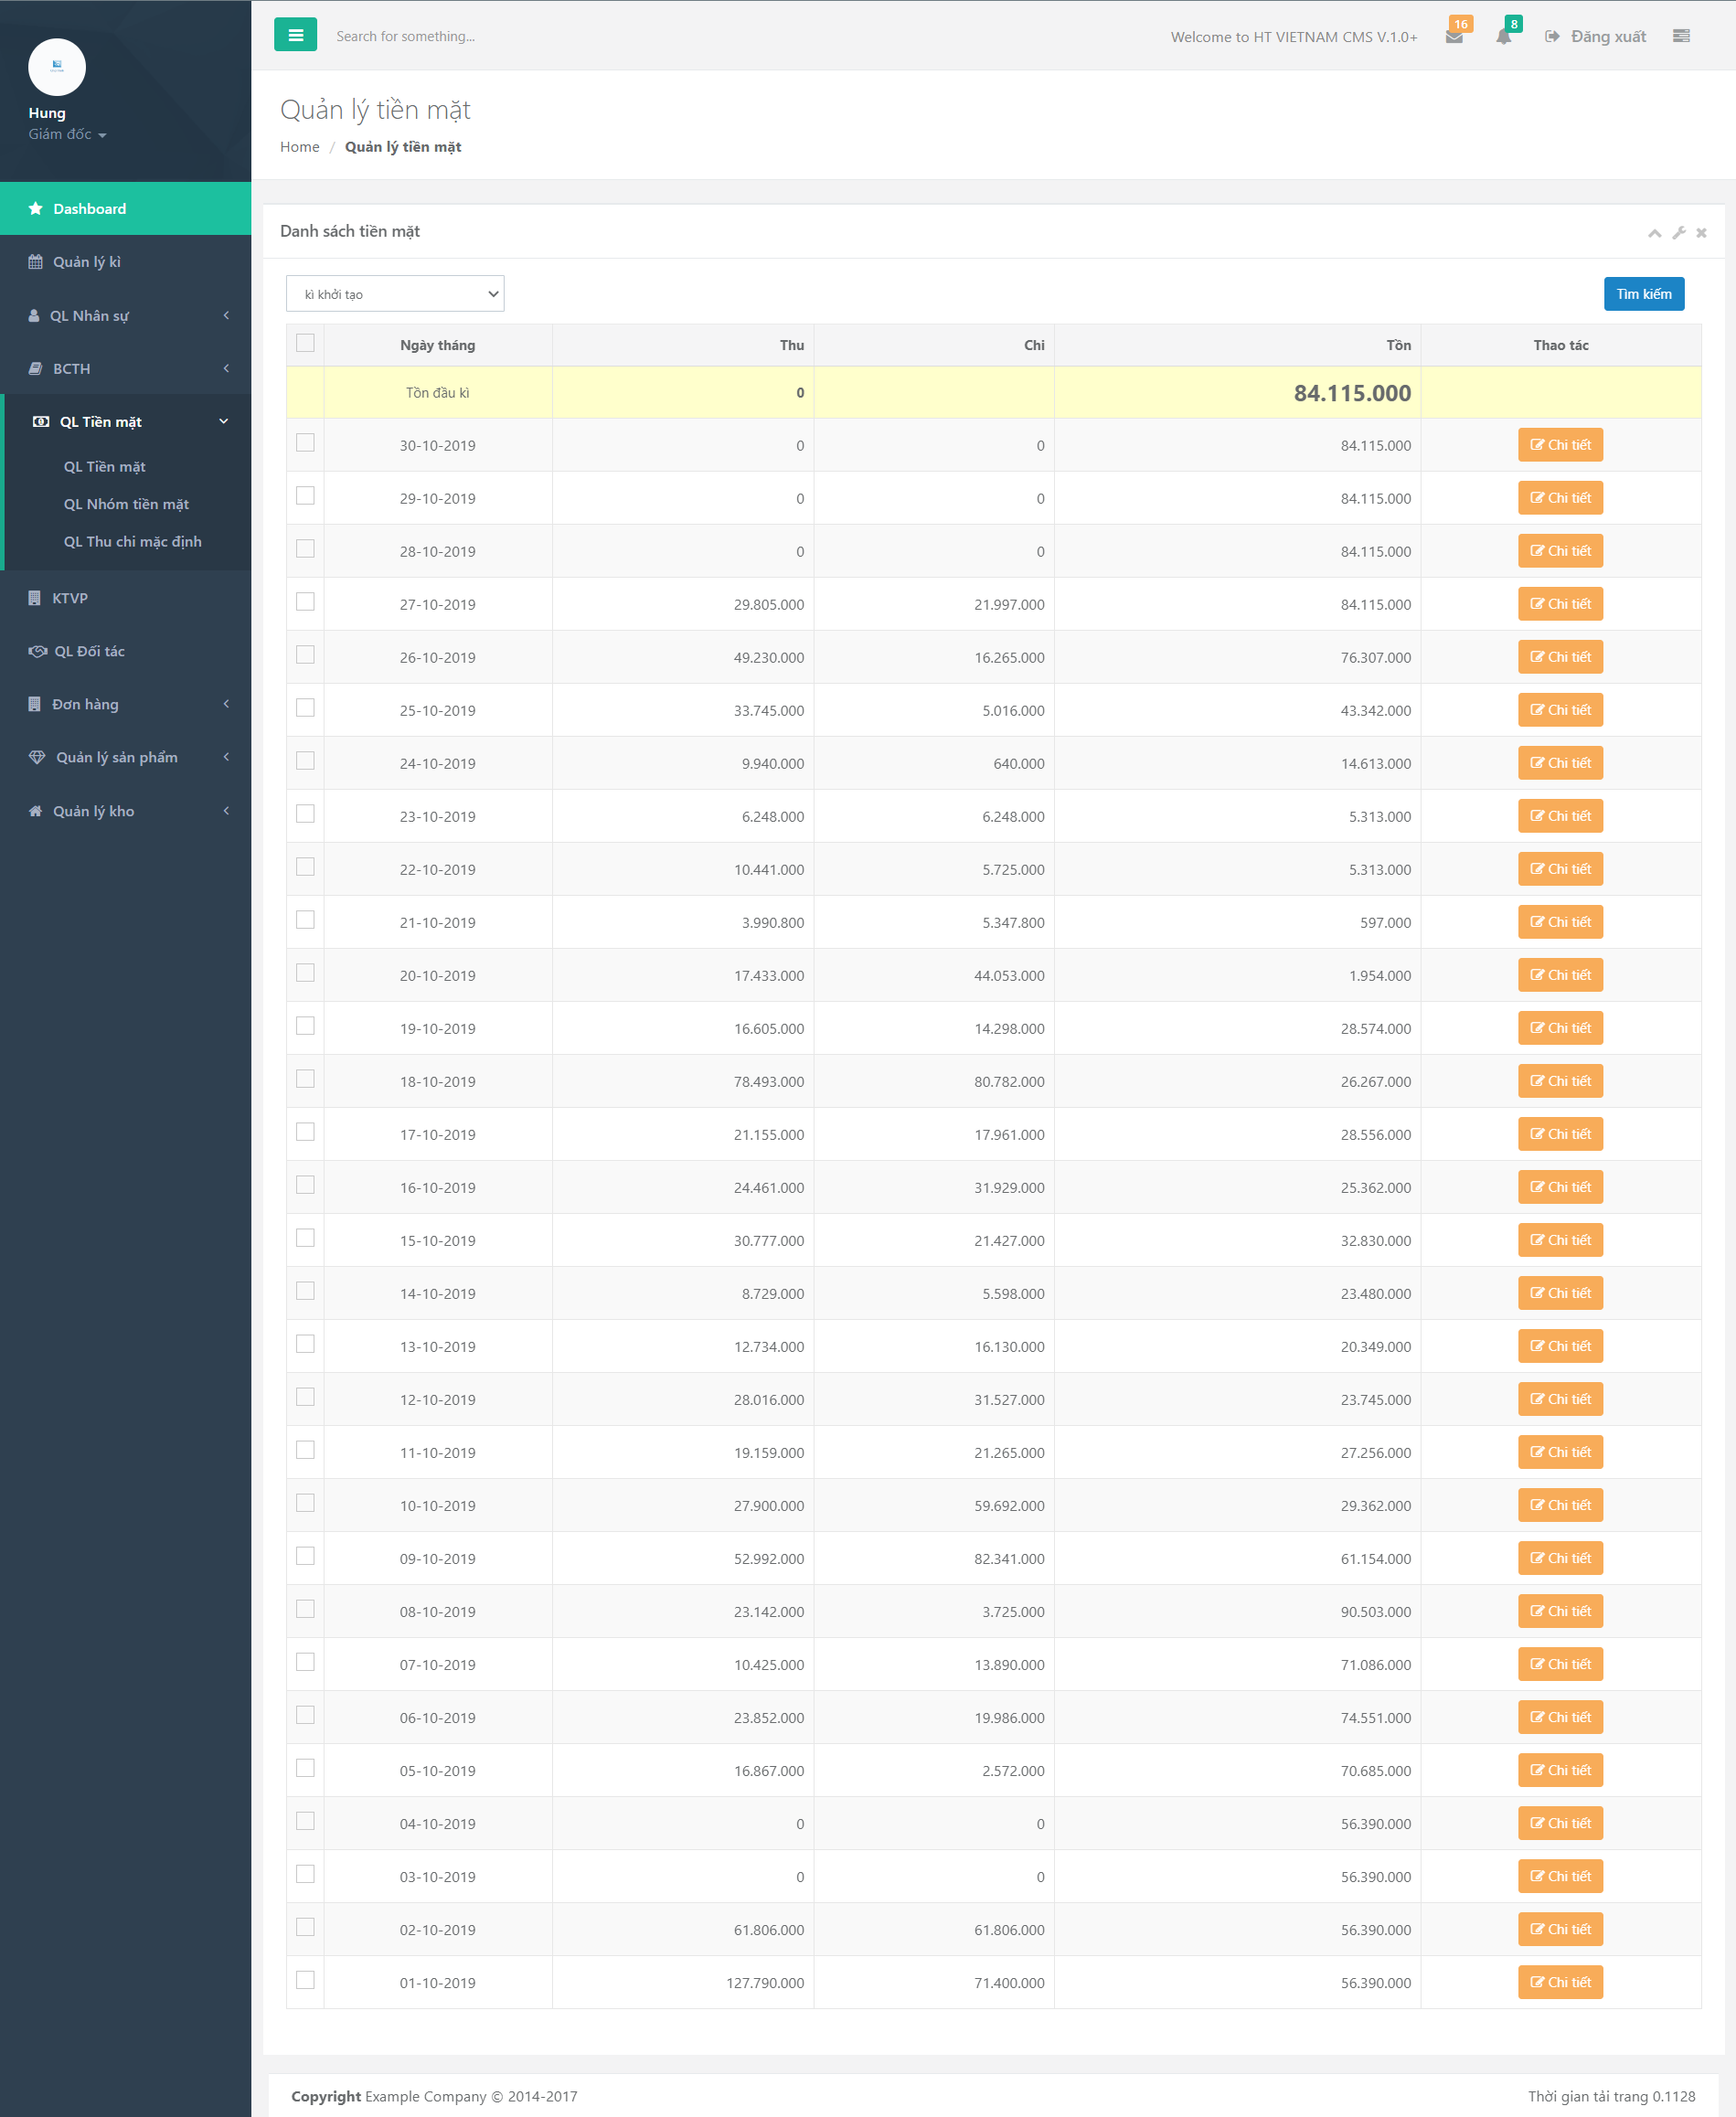 Hung
Giám đốc
Dashboard
Quản lý kì
QL Nhân sự
BCTH
QL Tiền mặt
QL Tiền mặt
QL Nhóm tiền mặt
QL Thu chi mặc định
KTVP
QL Đối tác
Đơn hàng
Quản lý sản phẩm
Quản lý kho
Search for something...
Welcome to HT VIETNAM CMS V.1.0+ 16 8 Đăng xuất
Quản lý tiền mặt
Home / Quản lý tiền mặt
Danh sách tiền mặt
kì khởi tạo Tìm kiếm
Ngày tháng Thu Chi Tồn Thao tác
Tồn đầu kì 0 84.115.000
30-10-2019 0 0 84.115.000 Chi tiết
29-10-2019 0 0 84.115.000 Chi tiết
28-10-2019 0 0 84.115.000 Chi tiết
27-10-2019 29.805.000 21.997.000 84.115.000 Chi tiết
26-10-2019 49.230.000 16.265.000 76.307.000 Chi tiết
25-10-2019 33.745.000 5.016.000 43.342.000 Chi tiết
24-10-2019 9.940.000 640.000 14.613.000 Chi tiết
23-10-2019 6.248.000 6.248.000 5.313.000 Chi tiết
22-10-2019 10.441.000 5.725.000 5.313.000 Chi tiết
21-10-2019 3.990.800 5.347.800 597.000 Chi tiết
20-10-2019 17.433.000 44.053.000 1.954.000 Chi tiết
19-10-2019 16.605.000 14.298.000 28.574.000 Chi tiết
18-10-2019 78.493.000 80.782.000 26.267.000 Chi tiết
17-10-2019 21.155.000 17.961.000 28.556.000 Chi tiết
16-10-2019 24.461.000 31.929.000 25.362.000 Chi tiết
15-10-2019 30.777.000 21.427.000 32.830.000 Chi tiết
14-10-2019 8.729.000 5.598.000 23.480.000 Chi tiết
13-10-2019 12.734.000 16.130.000 20.349.000 Chi tiết
12-10-2019 28.016.000 31.527.000 23.745.000 Chi tiết
11-10-2019 19.159.000 21.265.000 27.256.000 Chi tiết
10-10-2019 27.900.000 59.692.000 29.362.000 Chi tiết
09-10-2019 52.992.000 82.341.000 61.154.000 Chi tiết
08-10-2019 23.142.000 3.725.000 90.503.000 Chi tiết
07-10-2019 10.425.000 13.890.000 71.086.000 Chi tiết
06-10-2019 23.852.000 19.986.000 74.551.000 Chi tiết
05-10-2019 16.867.000 2.572.000 70.685.000 Chi tiết
04-10-2019 0 0 56.390.000 Chi tiết
03-10-2019 0 0 56.390.000 Chi tiết
02-10-2019 61.806.000 61.806.000 56.390.000 Chi tiết
01-10-2019 127.790.000 71.400.000 56.390.000 Chi tiết
Copyright Example Company © 2014-2017 Thời gian tải trang 0.1128